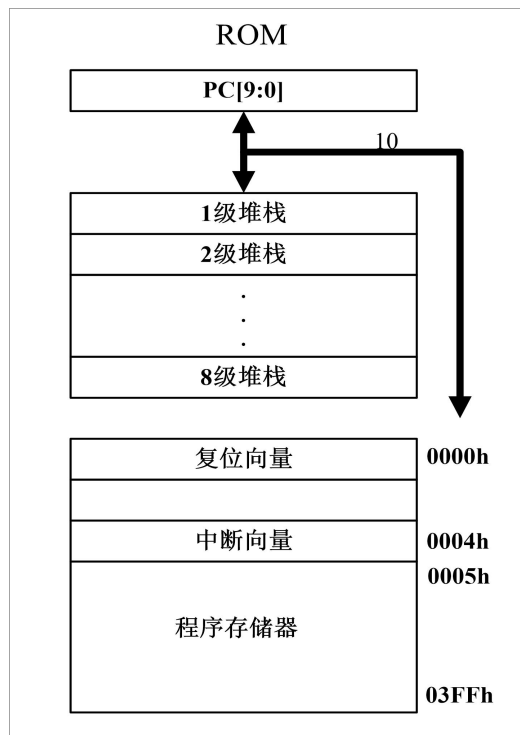 ROM
PC[9:0]
10
1级堆栈
2级堆栈
.
.
.
8级堆栈
复位向量 0000h
中断向量 0004h
0005h
程序存储器
03FFh